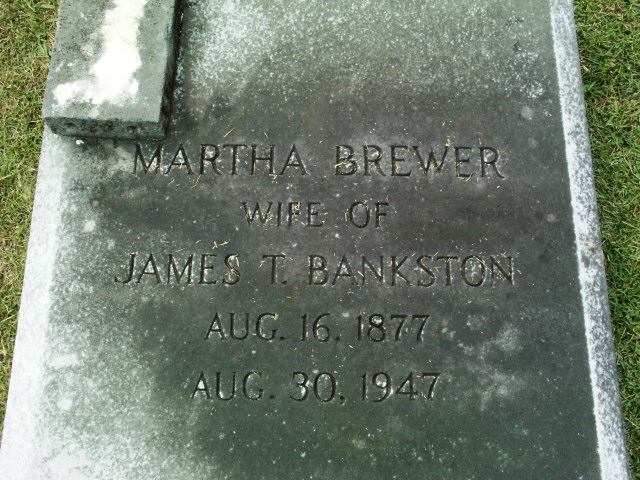 MARTHA BREWER
WIFE OF
JAMES T. BANKSTON
AUG. 16, 1877
AUG. 30, 1947